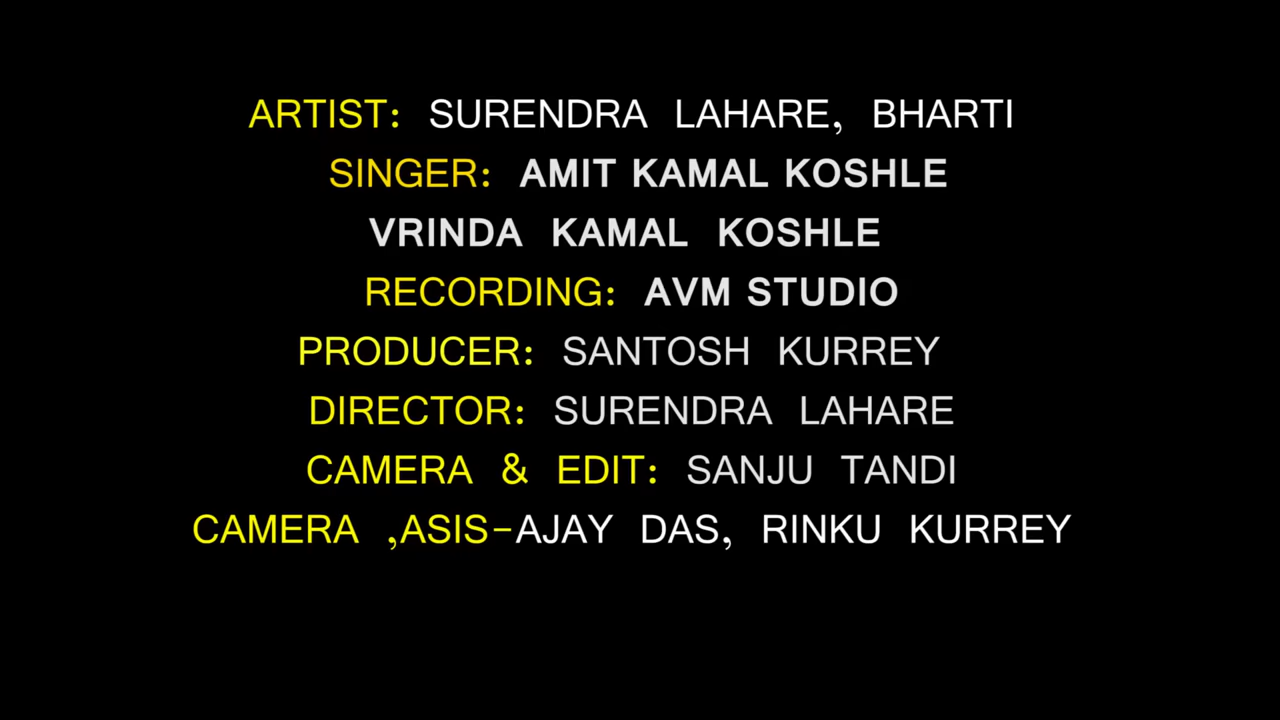 ARTIST: SURENDRA LAHARE, BHARTI
SINGER: AMIT KAMAL KOSHLE
VRINDA KAMAL KOSHLE
RECORDING: AVM STUDIO
PRODUCER: SANTOSH KURREY
DIRECTOR: SURENDRA LAHARE
CAMERA & EDIT: SANJU TANDI
CAMERA ,ASIS-AJAY DAS, RINKU KURREY